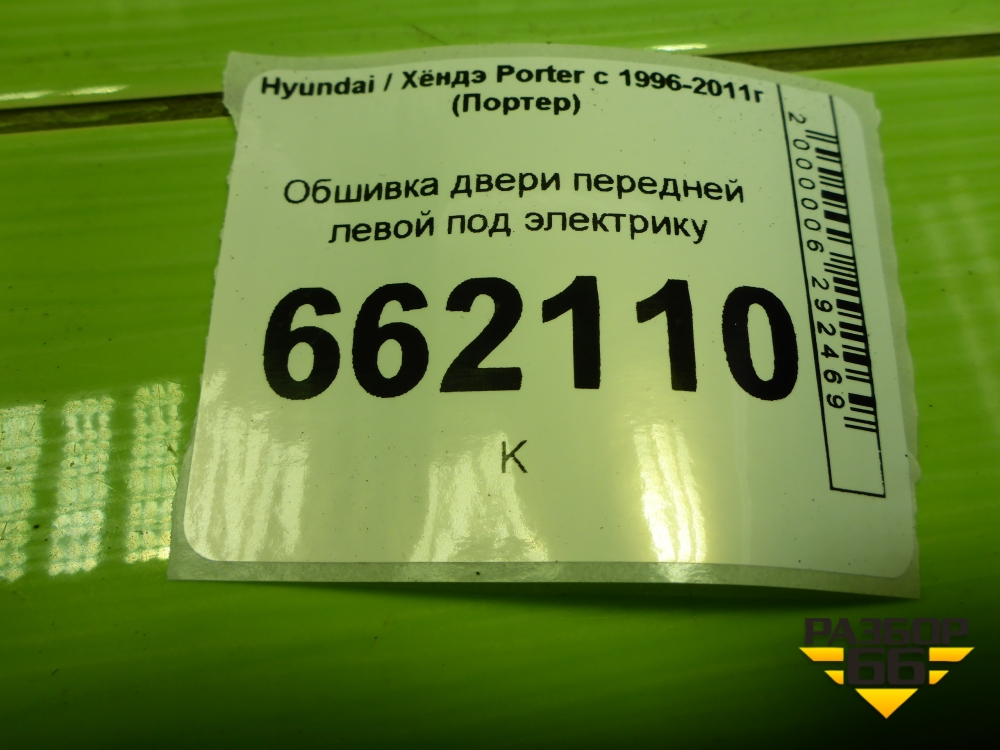 Hyundai / Хёндэ Porter с 1996-2011г
(Портер)
Обшивка двери передней
левой под электрику
662110
К
2000006292469
РАЗБОР
66